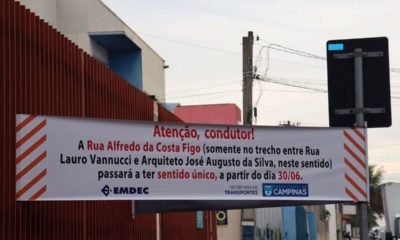 Atenção, condutor!
A Rua Alfredo da Costa Figo (somente no trecho entre Rua
Lauro Vannucci e Arquiteto José Augusto da Silva, neste sentido)
passará a ter sentido único, a partir do dia 30/06.
EMDEC
SECRETARIA DE
TRANSPORTES
CAMPINAS